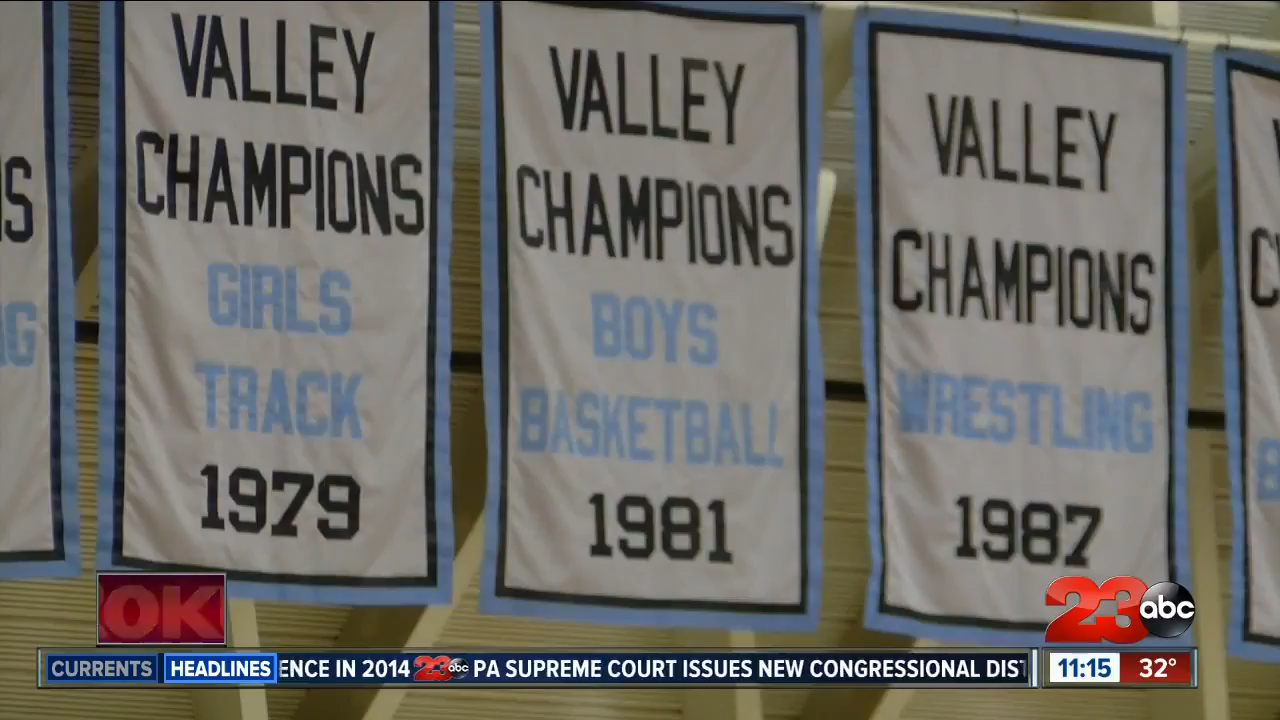 VALLEY
CHAMPIONS
GIRLS
TRACK
1979
VALLEY
CHAMPIONS
BOYS
BASKETBALL
1981
VALLEY
CHAMPIONS
WRESTLING
1987
OK
23 abc
CURRENTS HEADLINES ENCE IN 2014 23 abc PA SUPREME COURT ISSUES NEW CONGRESSIONAL DIST 11:15 32°